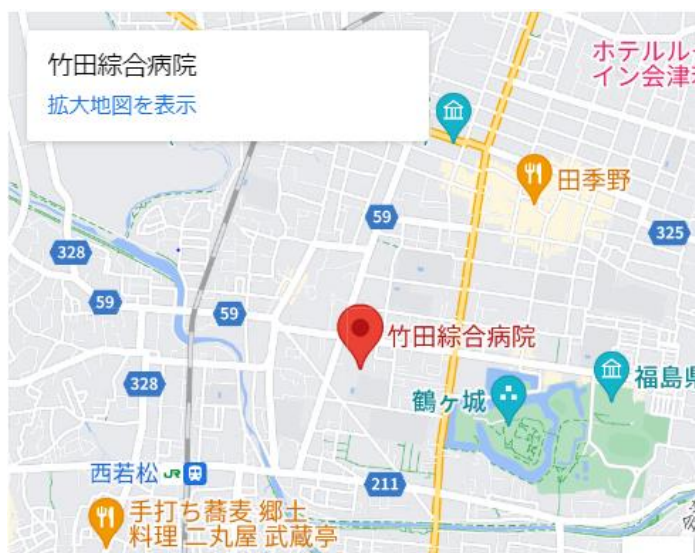 竹田綜合病院
拡大地図を表示
ホテルル
イン会津
田季野
59
325
328
59
59
竹田綜合病院
328
鶴ヶ城
福島県
西若松 JR
211
手打ち蕎麦 郷土
料理 二丸屋 武蔵亭